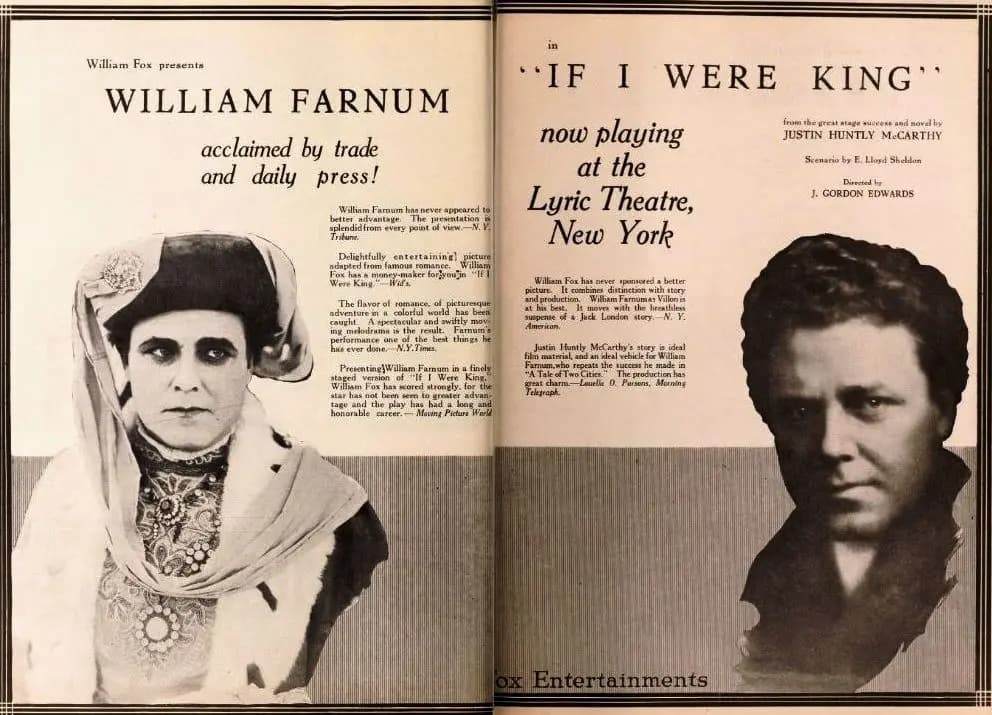 William Fox presents
WILLIAM FARNUM
acclaimed by trade
and daily press!
William Farnum has never appeared to
better advantage. The presentation is
splendid from every point of view.—N. Y.
Tribune.
Delightfully entertaining picture
adapted from famous romance. William
Fox has a money-maker for you in "If I
Were King."—Wid's.
The flavor of romance, of picturesque
adventure in a colorful world has been
caught. A spectacular and swiftly mov-
ing melodrama is the result. Farnum's
performance one of the best things he
has ever done.—N.Y.Times.
Presenting William Farnum in a finely
staged version of "If I Were King,"
William Fox has scored strongly, for the
star has not been seen to greater advan-
tage and the play has had a long and
honorable career. — Moving Picture World
in
"IF I WERE KING"
now playing
at the
Lyric Theatre,
New York
from the great stage success and novel by
JUSTIN HUNTLY McCARTHY
Scenario by E. Lloyd Sheldon
Directed by
J. GORDON EDWARDS
William Fox has never sponsored a better
picture. It combines distinction with story
and production. William Farnum as Villon is
at his best. It moves with the breathless
suspense of a Jack London story.—N. Y.
American.
Justin Huntly McCarthy's story is ideal
film material, and an ideal vehicle for William
Farnum, who repeats the success he made in
"A Tale of Two Cities." The production has
great charm.—Louella O. Parsons, Morning
Telegraph.
ox Entertainments